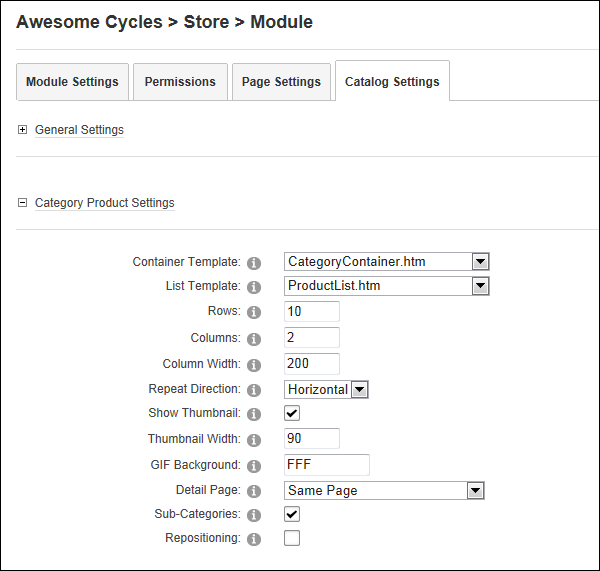 Awesome Cycles > Store > Module
Module Settings Permissions Page Settings Catalog Settings
General Settings
Category Product Settings
Container Template: CategoryContainer.htm
List Template: ProductList.htm
Rows: 10
Columns: 2
Column Width: 200
Repeat Direction: Horizontal
Show Thumbnail:
Thumbnail Width: 90
GIF Background: FFF
Detail Page: Same Page
Sub-Categories:
Repositioning: